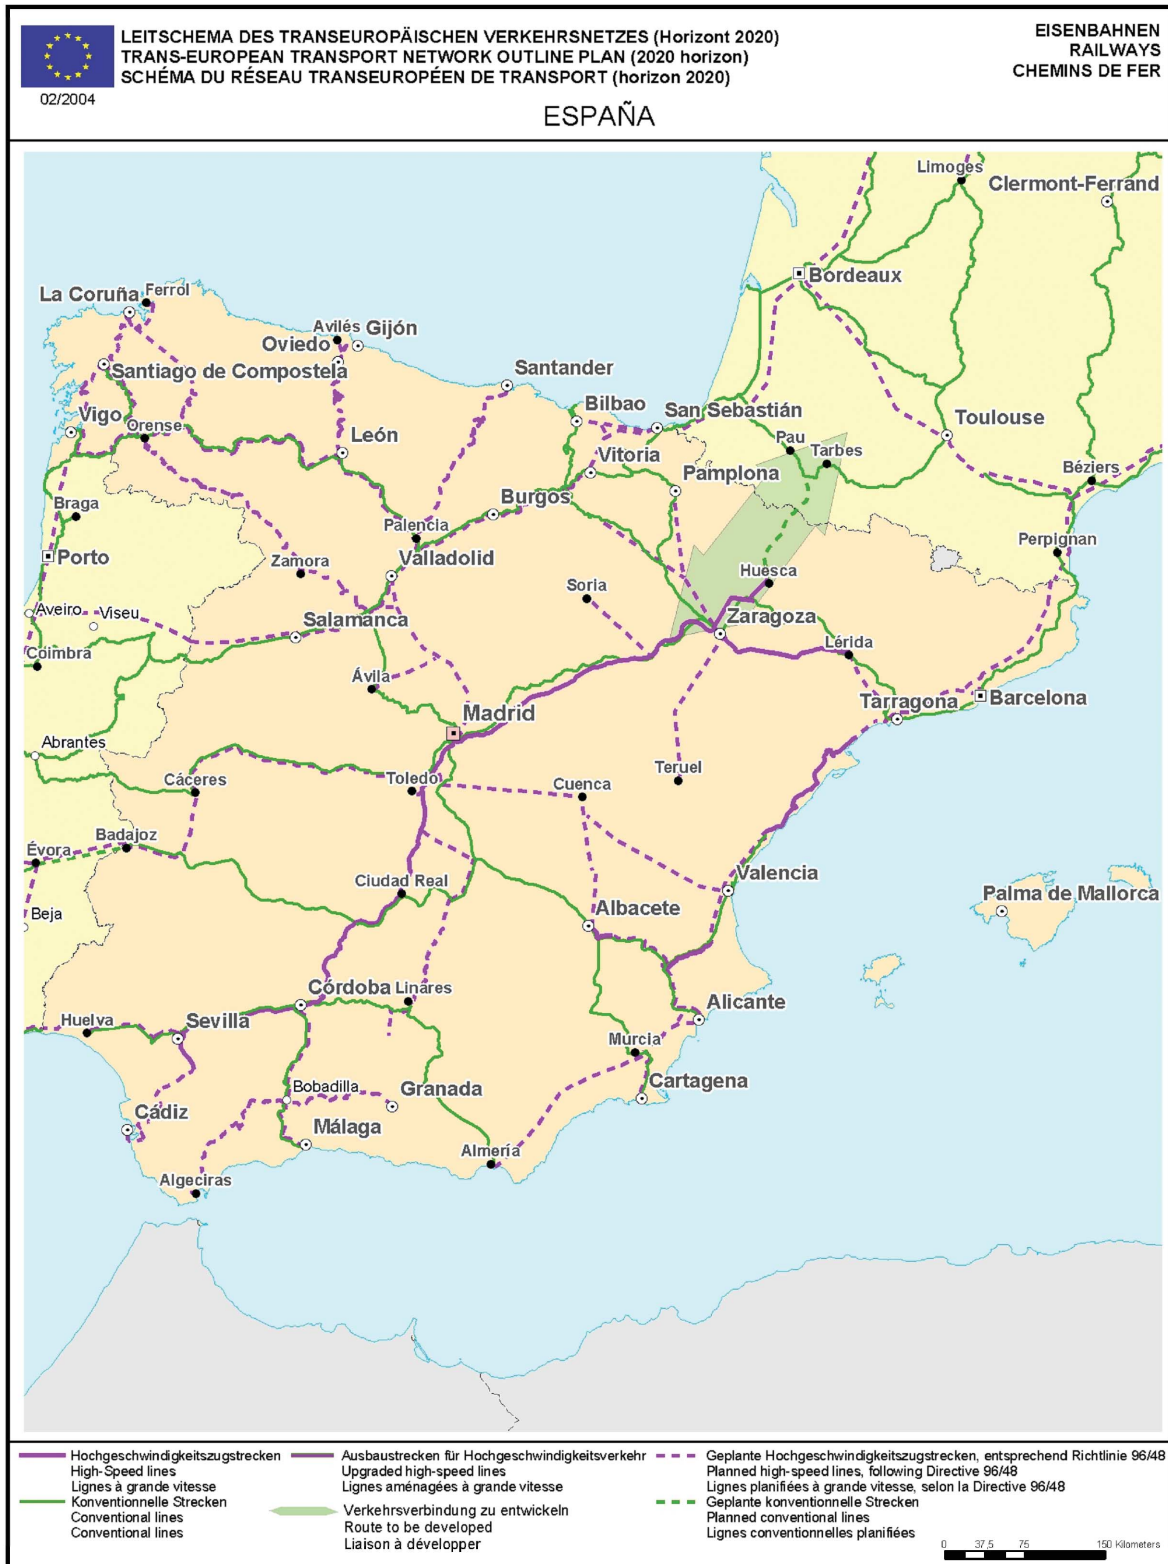 LEITSCHEMA DES TRANSEUROPÄISCHEN VERKEHRSNETZES (Horizont 2020)
TRANS-EUROPEAN TRANSPORT NETWORK OUTLINE PLAN (2020 horizon)
SCHÉMA DU RÉSEAU TRANSEUROPÉEN DE TRANSPORT (horizon 2020)
EISENBAHNEN
RAILWAYS
CHEMINS DE FER
02/2004
ESPAÑA
Limoges
Clermont-Ferrand
Bordeaux
La Coruña
Ferrol
Avilés
Gijón
Oviedo
Santiago de Compostela
Santander
Bilbao
San Sebastián
Toulouse
Vigo
Orense
León
Vitoria
Pau
Tarbes
Pamplona
Béziers
Braga
Burgos
Palencia
Porto
Valladolid
Perpignan
Zamora
Soria
Huesca
Aveiro
Viseu
Salamanca
Zaragoza
Coimbra
Lérida
Ávila
Madrid
Tarragona
Barcelona
Abrantes
Cáceres
Toledo
Cuenca
Teruel
Badajoz
Évora
Ciudad Real
Valencia
Palma de Mallorca
Beja
Albacete
Córdoba
Linares
Alicante
Huelva
Sevilla
Murcia
Cartagena
Bobadilla
Granada
Cádiz
Málaga
Almería
Algeciras
Hochgeschwindigkeitszugstrecken
High-Speed lines
Lignes à grande vitesse
Konventionnelle Strecken
Conventional lines
Conventional lines
Ausbaustrecken für Hochgeschwindigkeitsverkehr
Upgraded high-speed lines
Lignes aménagées à grande vitesse
Verkehrsverbindung zu entwickeln
Route to be developed
Liaison à développer
Geplante Hochgeschwindigkeitszugstrecken, entsprechend Richtlinie 96/48
Planned high-speed lines, following Directive 96/48
Lignes planifiées à grande vitesse, selon la Directive 96/48
Geplante konventionelle Strecken
Planned conventional lines
Lignes conventionnelles planifiées
0 37,5 75 150 Kilometers